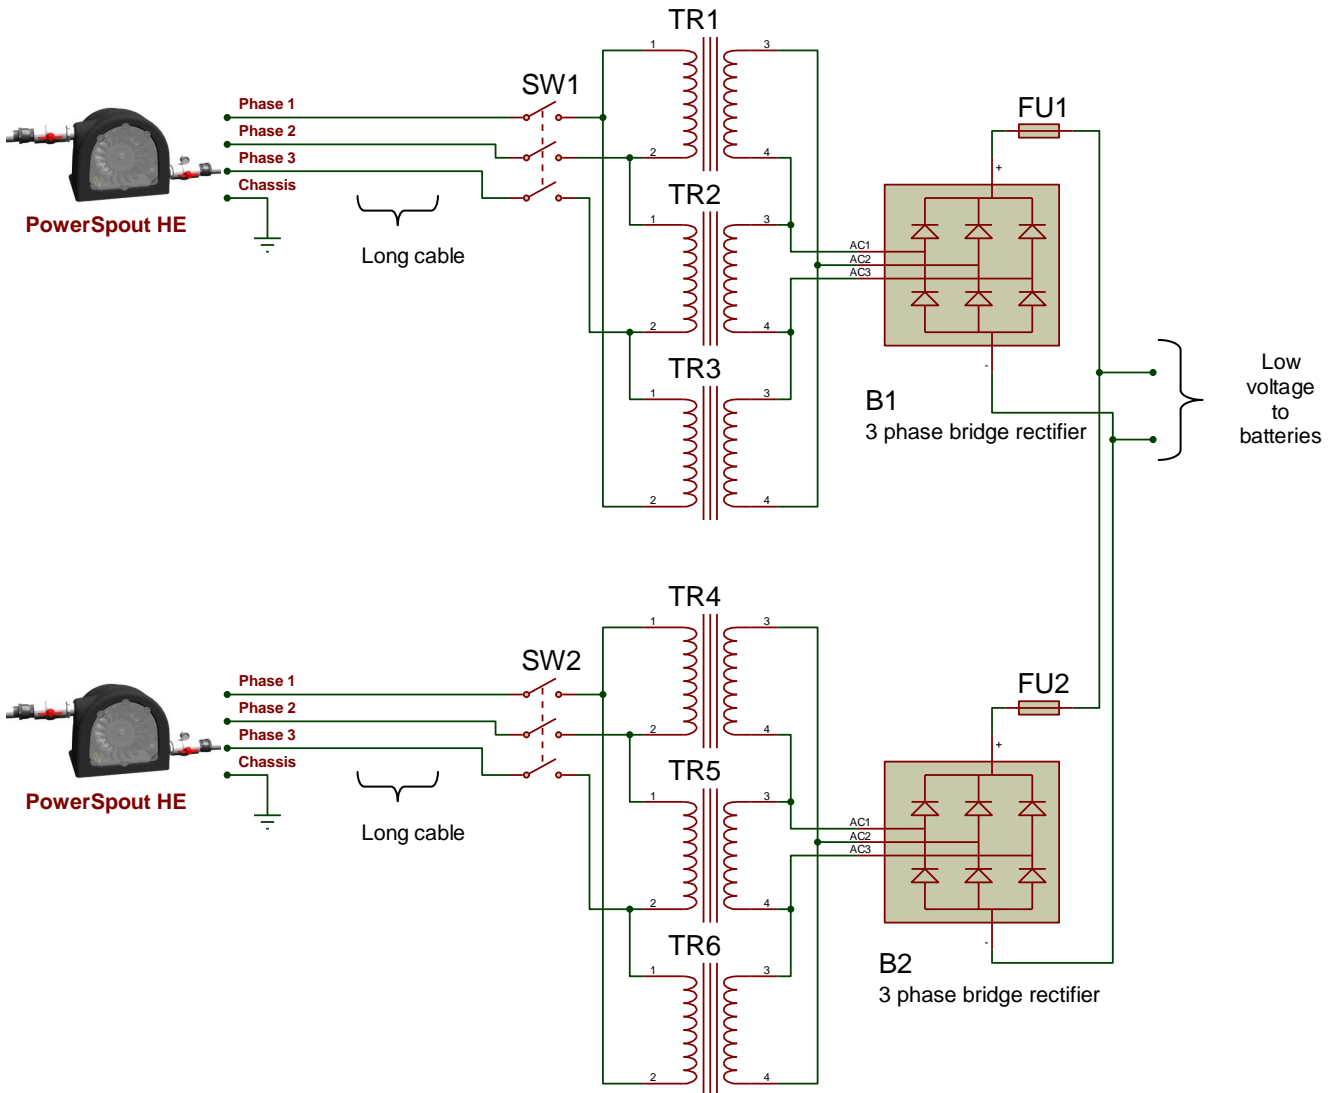 TR1
1
3
SW1
Phase 1
Phase 2
Phase 3
Chassis
PowerSpout HE
Long cable
2
4
TR2
1
3
2
4
TR3
1
3
2
4
AC1
AC2
AC3
FU1
+
-
B1
3 phase bridge rectifier
Low
voltage
to
batteries
TR4
1
3
SW2
Phase 1
Phase 2
Phase 3
Chassis
PowerSpout HE
Long cable
2
4
TR5
1
3
2
4
TR6
1
3
2
4
AC1
AC2
AC3
FU2
+
-
B2
3 phase bridge rectifier